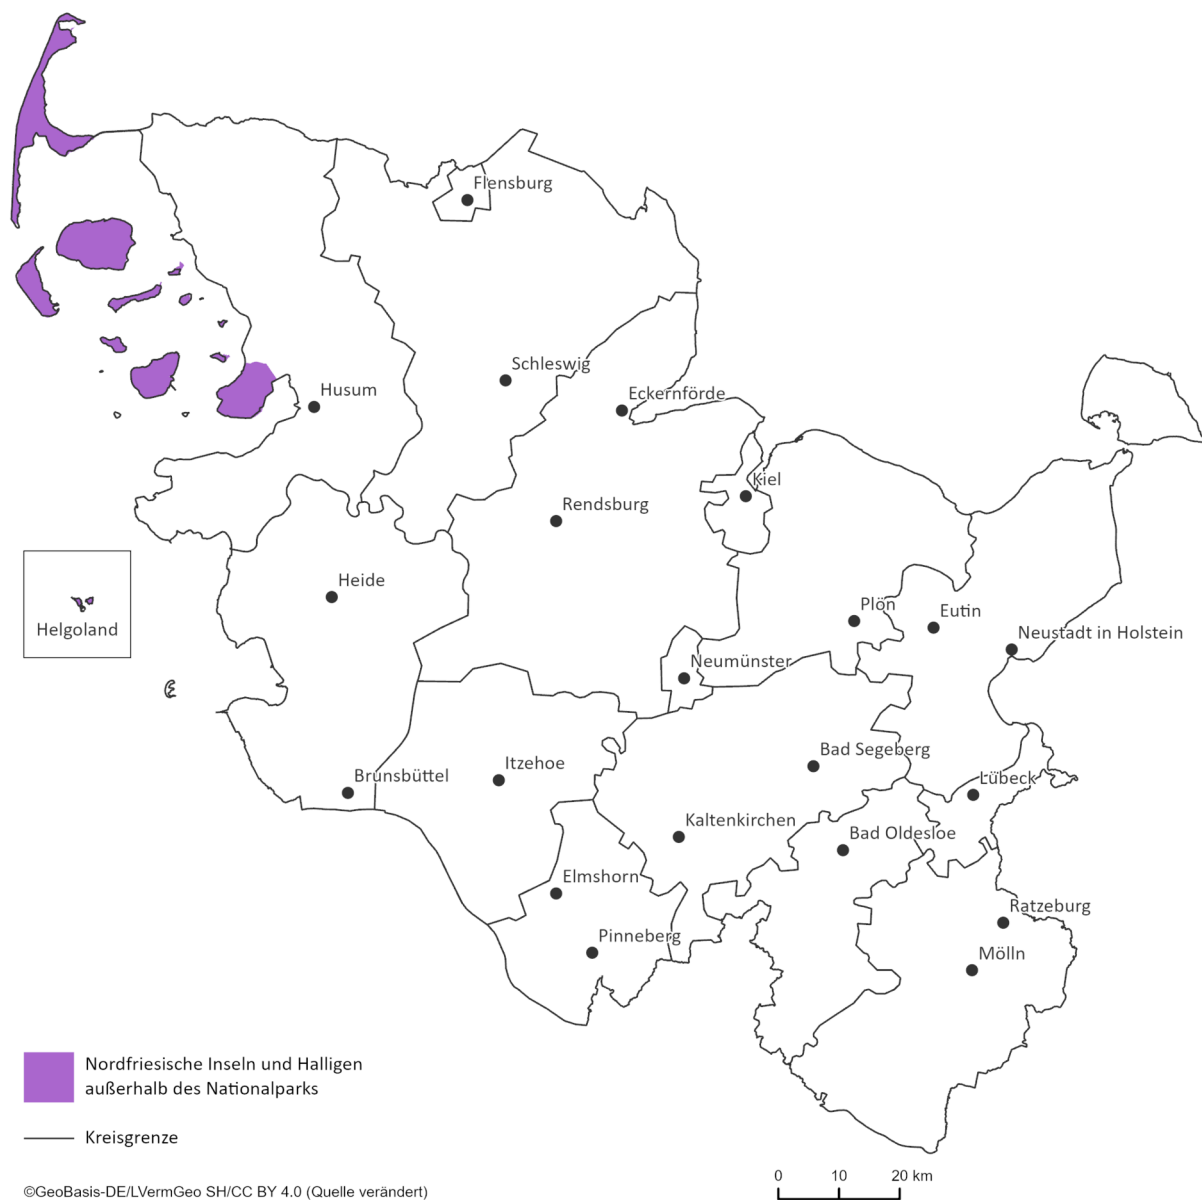 Flensburg
Schleswig
Husum
Eckernförde
Kiel
Rendsburg
Heide
Helgoland
Plön
Eutin
Neustadt in Holstein
Neumünster
Bad Segeberg
Itzehoe
Brunsbüttel
Lübeck
Kaltenkirchen
Bad Oldesloe
Elmshorn
Ratzeburg
Pinneberg
Mölln
Nordfriesische Inseln und Halligen
außerhalb des Nationalparks
Kreisgrenze
0 10 20 km
©GeoBasis-DE/LVermGeo SH/CC BY 4.0 (Quelle verändert)